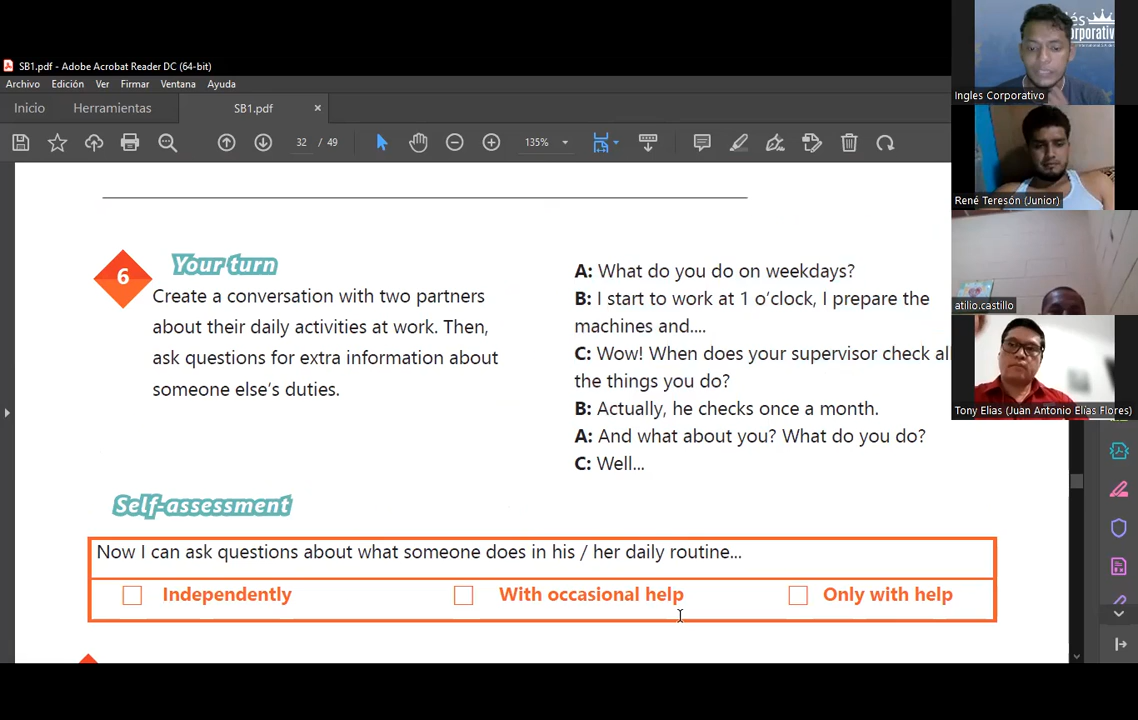 SB1.pdf - Adobe Acrobat Reader DC (64-bit)
Archivo Edición Ver Firmar Ventana Ayuda
Inicio Herramientas SB1.pdf ×
32 / 49 135%
6 Your turn
Create a conversation with two partners
about their daily activities at work. Then,
ask questions for extra information about
someone else's duties.
A: What do you do on weekdays?
B: I start to work at 1 o'clock, I prepare the
machines and....
C: Wow! When does your supervisor check all
the things you do?
B: Actually, he checks once a month.
A: And what about you? What do you do?
C: Well...
Self-assessment
Now I can ask questions about what someone does in his / her daily routine...
Independently With occasional help Only with help
Ingles Corporativo
René Teresón (Junior)
atilio.castillo
Tony Elias (Juan Antonio Elias Flores)